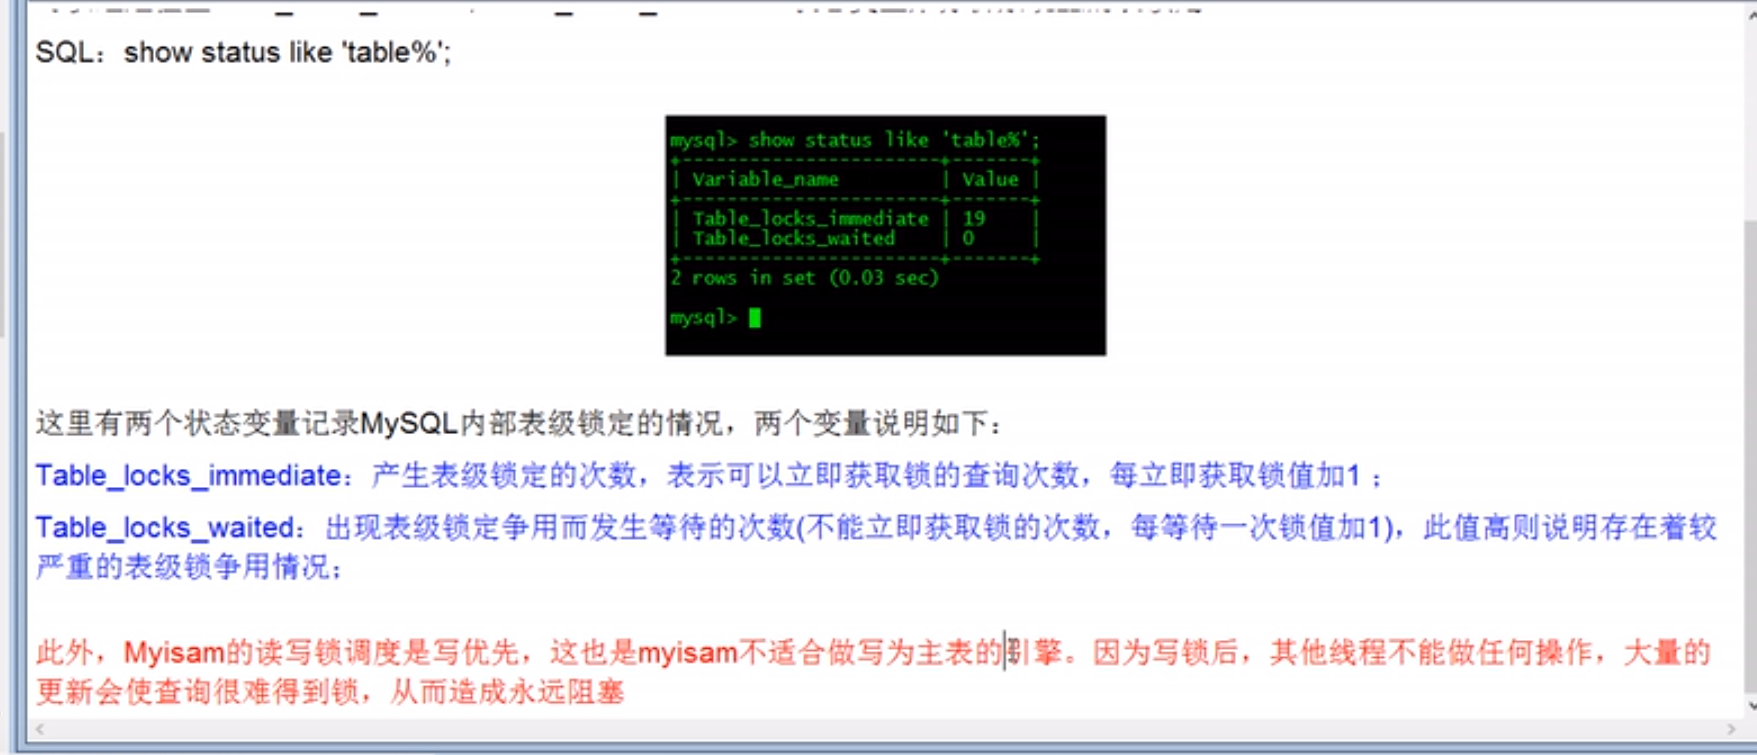 SQL：show status like 'table%';
mysql> show status like 'table%';
+-----------------------+-------+
| Variable_name | Value |
+-----------------------+-------+
| Table_locks_immediate | 19 |
| Table_locks_waited | 0 |
+-----------------------+-------+
2 rows in set (0.03 sec)
mysql>
这里有两个状态变量记录MySQL内部表级锁定的情况，两个变量说明如下：
Table_locks_immediate：产生表级锁定的次数，表示可以立即获取锁的查询次数，每立即获取锁值加1 ；
Table_locks_waited：出现表级锁定争用而发生等待的次数(不能立即获取锁的次数，每等待一次锁值加1)，此值高则说明存在着较
严重的表级锁争用情况；
此外，Myisam的读写锁调度是写优先，这也是myisam不适合做写为主表的引擎。因为写锁后，其他线程不能做任何操作，大量的
更新会使查询很难得到锁，从而造成永远阻塞